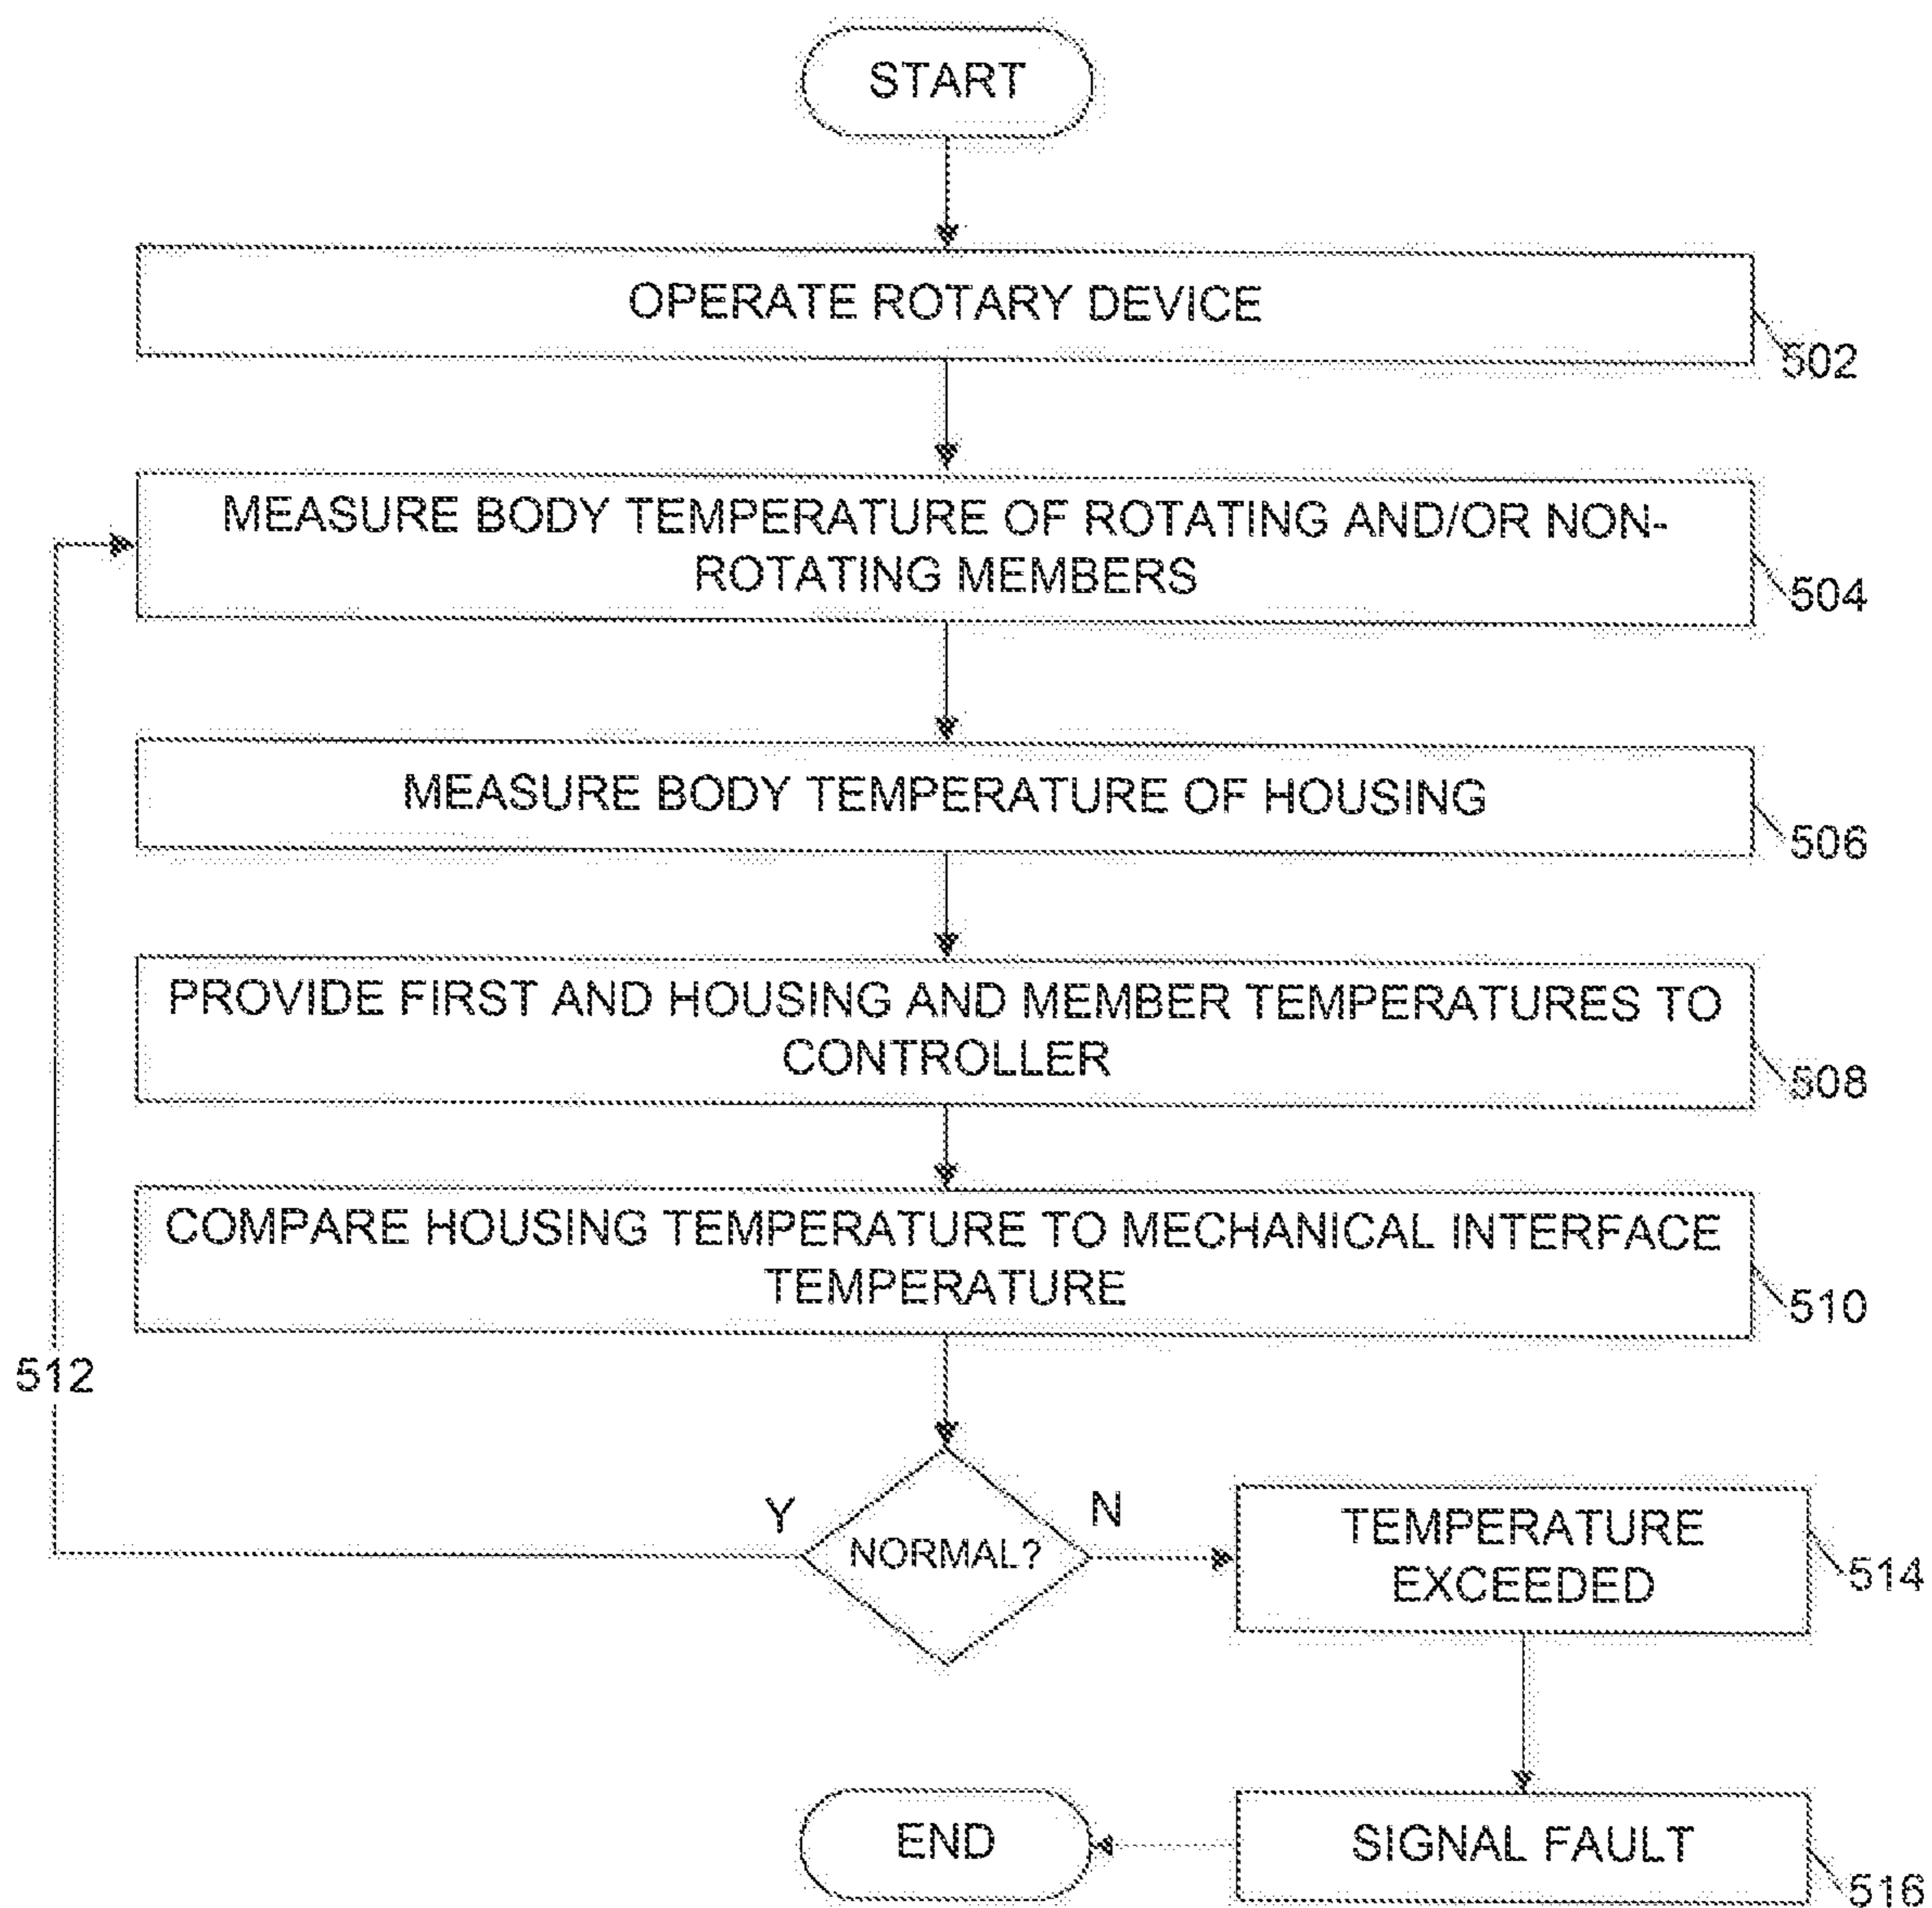 START
OPERATE ROTARY DEVICE
502
MEASURE BODY TEMPERATURE OF ROTATING AND/OR NON-
ROTATING MEMBERS
504
MEASURE BODY TEMPERATURE OF HOUSING
506
PROVIDE FIRST AND HOUSING AND MEMBER TEMPERATURES TO
CONTROLLER
508
COMPARE HOUSING TEMPERATURE TO MECHANICAL INTERFACE
TEMPERATURE
510
512
Y
NORMAL?
N
TEMPERATURE
EXCEEDED
514
END
SIGNAL FAULT
516